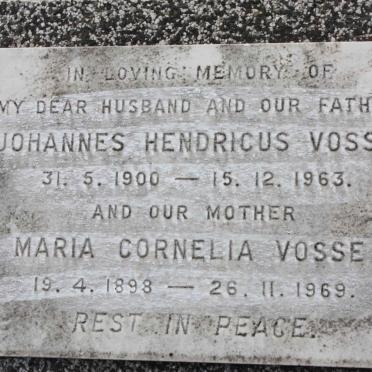 IN LOVING MEMORY OF
MY DEAR HUSBAND AND OUR FATH
JOHANNES HENDRICUS VOSS
31. 5. 1900 — 15. 12. 1963.
AND OUR MOTHER
MARIA CORNELIA VOSSE
19. 4. 1898 — 26. 11. 1969.
REST IN PEACE.